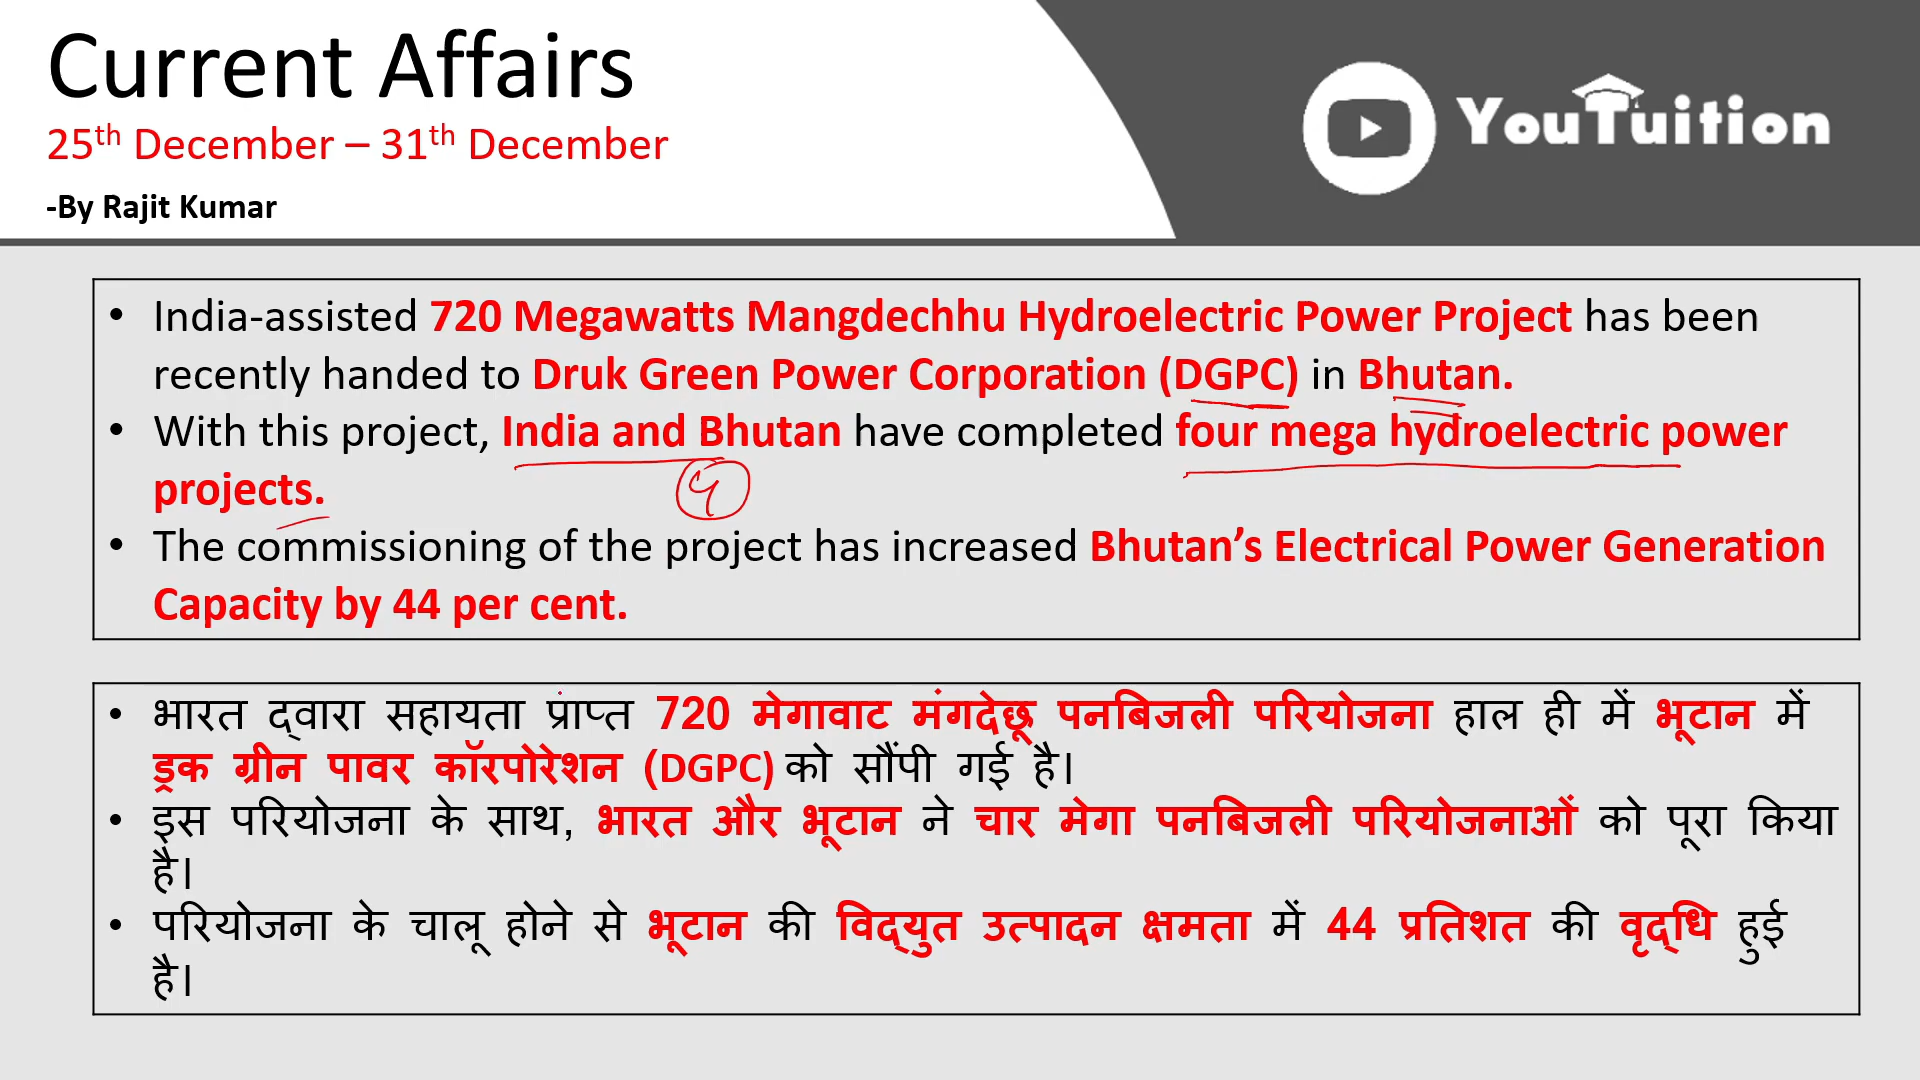 Current Affairs
25th December – 31th December
-By Rajit Kumar
YouTuition
• India-assisted 720 Megawatts Mangdechhu Hydroelectric Power Project has been
recently handed to Druk Green Power Corporation (DGPC) in Bhutan.
• With this project, India and Bhutan have completed four mega hydroelectric power
projects.
4
• The commissioning of the project has increased Bhutan’s Electrical Power Generation
Capacity by 44 per cent.
• भारत द्वारा सहायता प्राप्त 720 मेगावाट मंगदेछू पनबिजली परियोजना हाल ही में भूटान में
ड्रक ग्रीन पावर कॉरपोरेशन (DGPC) को सौंपी गई है।
• इस परियोजना के साथ, भारत और भूटान ने चार मेगा पनबिजली परियोजनाओं को पूरा किया
है।
• परियोजना के चालू होने से भूटान की विद्युत उत्पादन क्षमता में 44 प्रतिशत की वृद्धि हुई
है।